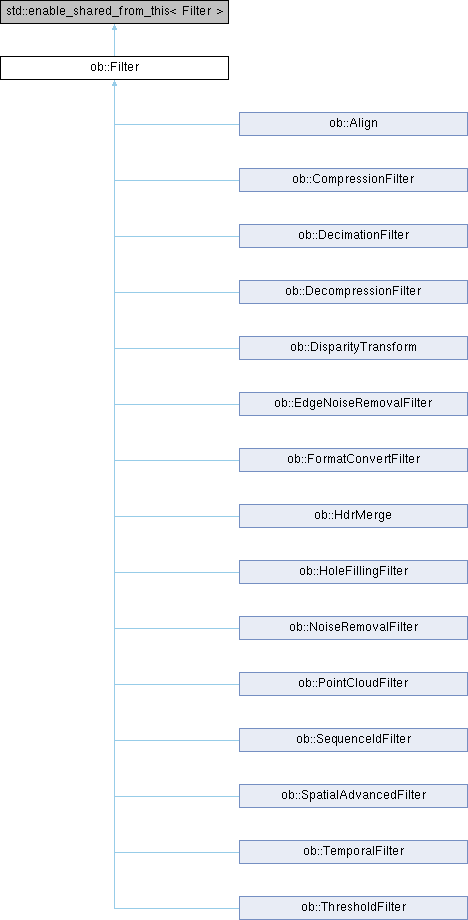 std::enable_shared_from_this< Filter >
ob::Filter
ob::Align
ob::CompressionFilter
ob::DecimationFilter
ob::DecompressionFilter
ob::DisparityTransform
ob::EdgeNoiseRemovalFilter
ob::FormatConvertFilter
ob::HdrMerge
ob::HoleFillingFilter
ob::NoiseRemovalFilter
ob::PointCloudFilter
ob::SequenceIdFilter
ob::SpatialAdvancedFilter
ob::TemporalFilter
ob::ThresholdFilter